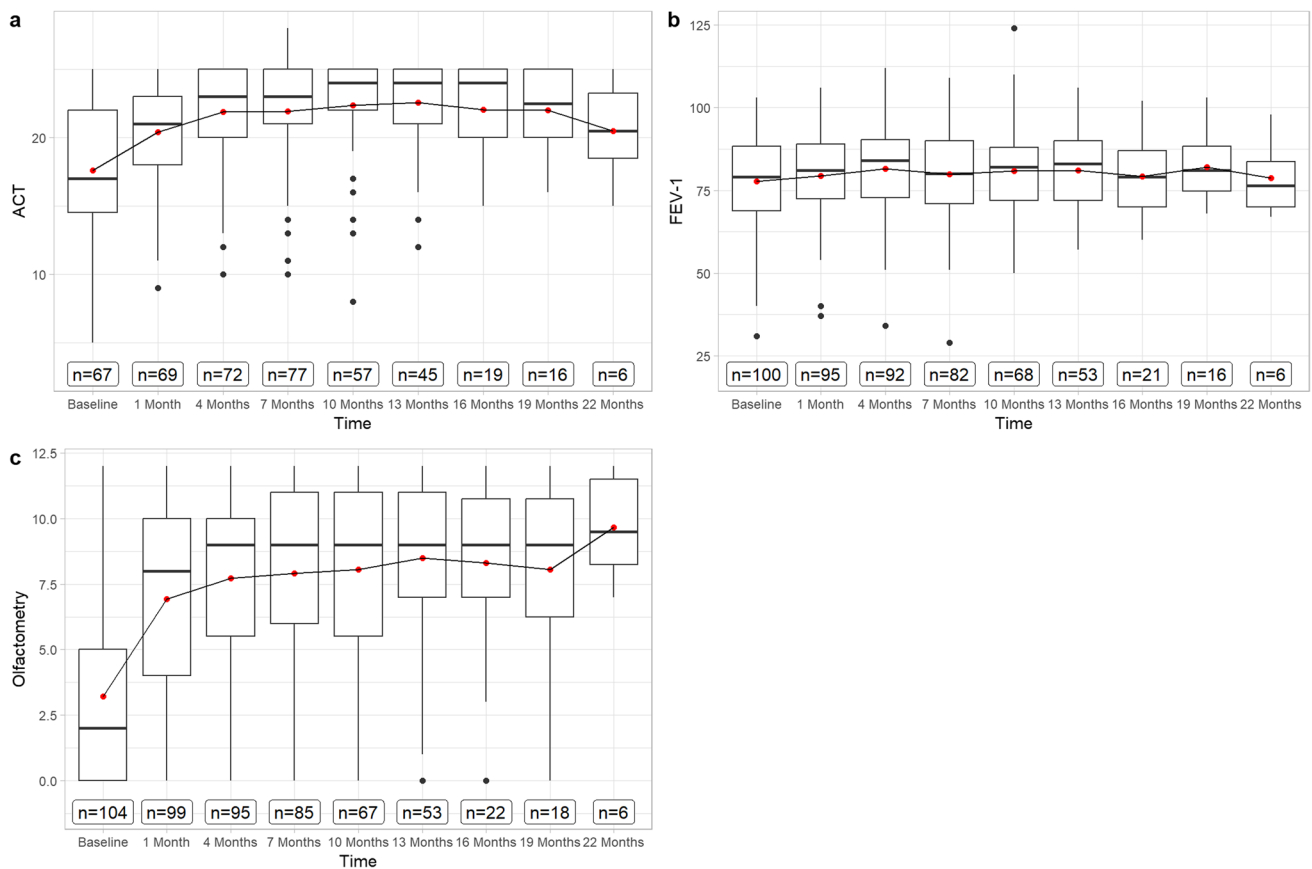 a
ACT
20
10
n=67 n=69 n=72 n=77 n=57 n=45 n=19 n=16 n=6
Baseline 1 Month 4 Months 7 Months 10 Months 13 Months 16 Months 19 Months 22 Months
Time
b
FEV-1
125
100
75
50
25
n=100 n=95 n=92 n=82 n=68 n=53 n=21 n=16 n=6
Baseline 1 Month 4 Months 7 Months 10 Months 13 Months 16 Months 19 Months 22 Months
Time
c
Olfactometry
12.5
10.0
7.5
5.0
2.5
0.0
n=104 n=99 n=95 n=85 n=67 n=53 n=22 n=18 n=6
Baseline 1 Month 4 Months 7 Months 10 Months 13 Months 16 Months 19 Months 22 Months
Time